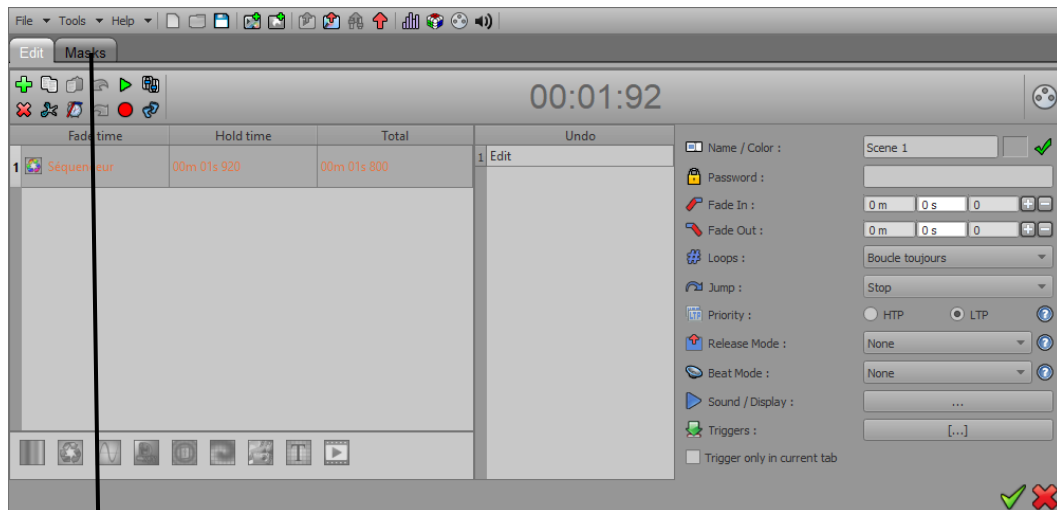 File Tools Help
Edit Masks
00:01:92
Fade time Hold time Total Undo
1 Séquenceur 00m 01s 920 00m 01s 800
1 Edit
Name / Color : Scene 1
Password :
Fade In : 0 m 0 s 0
Fade Out : 0 m 0 s 0
Loops : Boucle toujours
Jump : Stop
Priority : HTP LTP
Release Mode : None
Beat Mode : None
Sound / Display : ...
Triggers : [...]
Trigger only in current tab